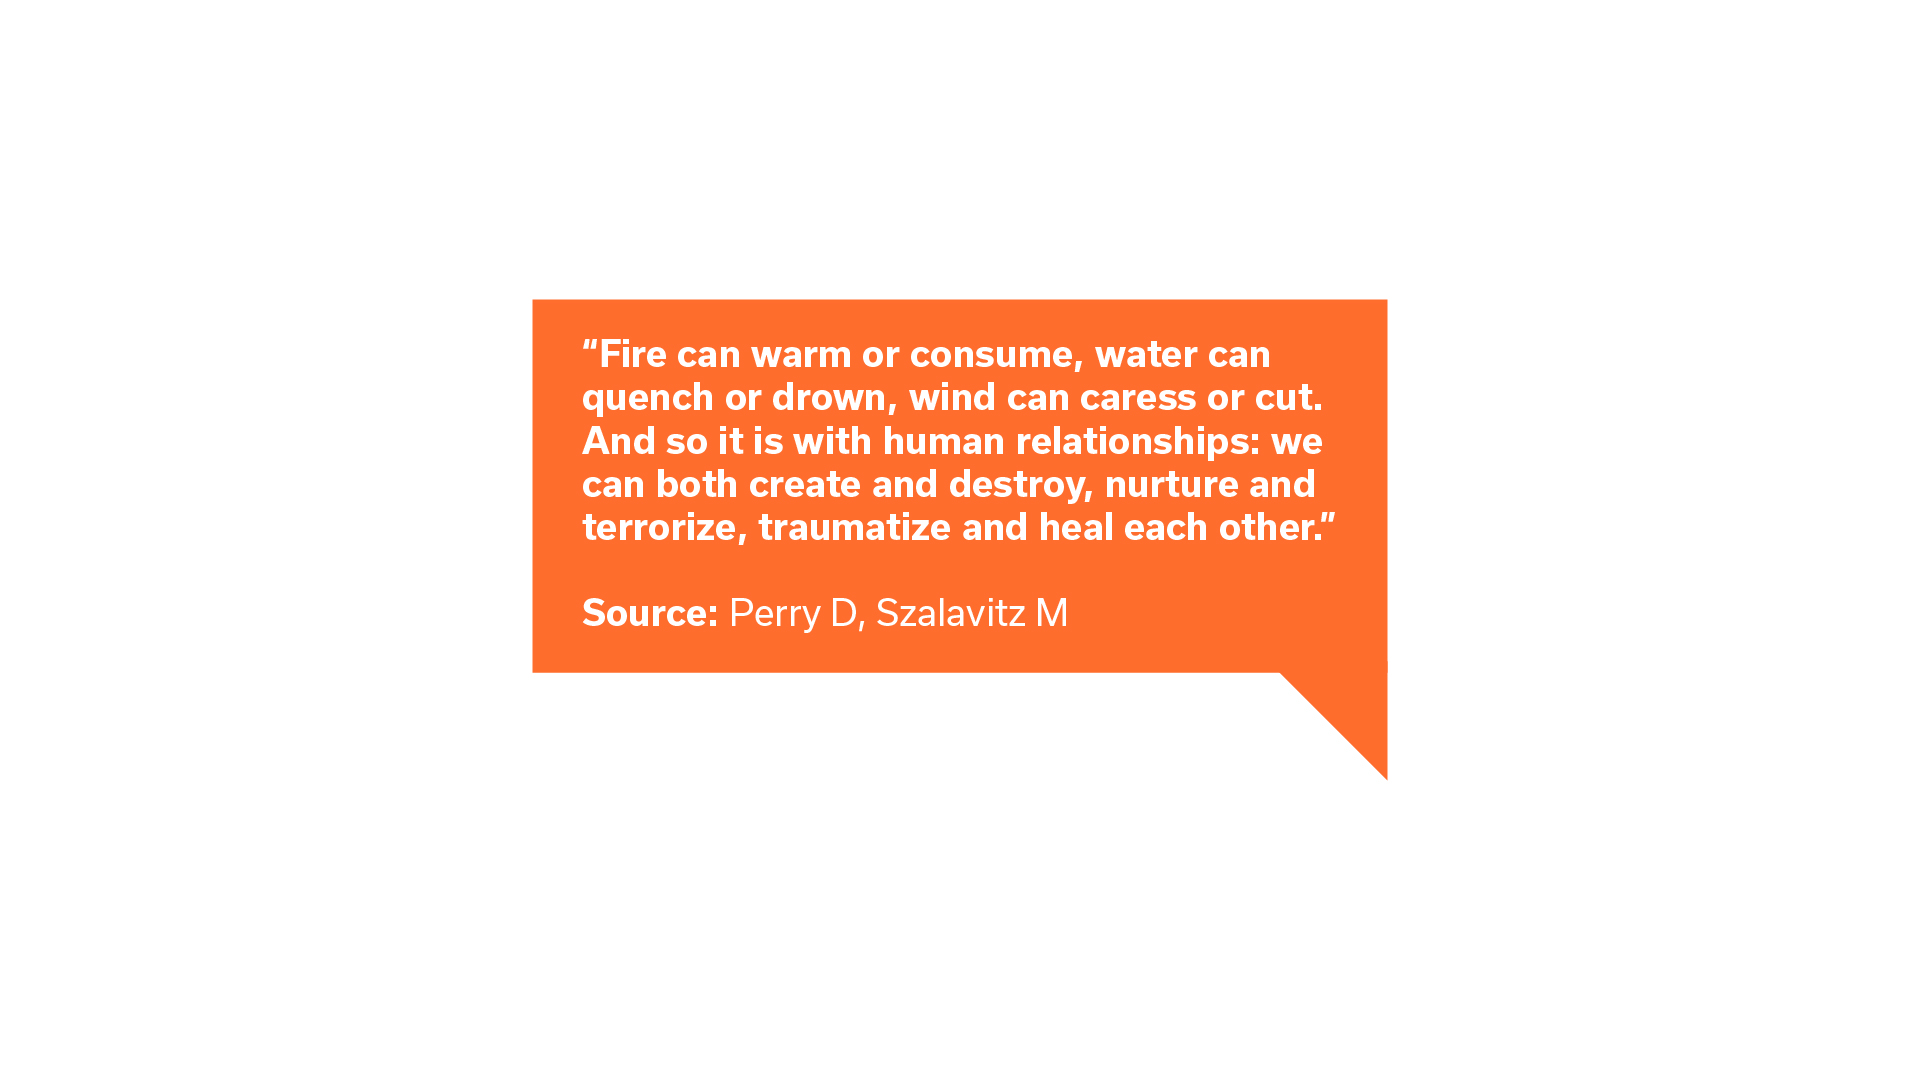 “Fire can warm or consume, water can
quench or drown, wind can caress or cut.
And so it is with human relationships: we
can both create and destroy, nurture and
terrorize, traumatize and heal each other.”
Source: Perry D, Szalavitz M